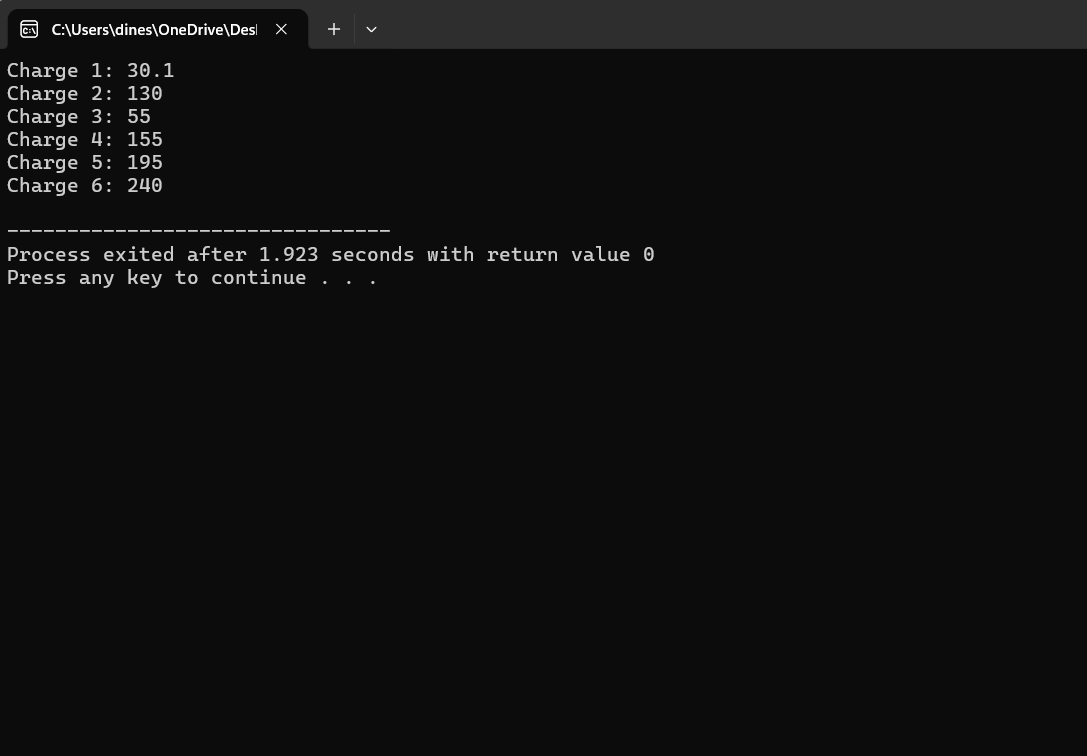 C:\Users\dines\OneDrive\Des
Charge 1: 30.1
Charge 2: 130
Charge 3: 55
Charge 4: 155
Charge 5: 195
Charge 6: 240
--------------------------------
Process exited after 1.923 seconds with return value 0
Press any key to continue . . .